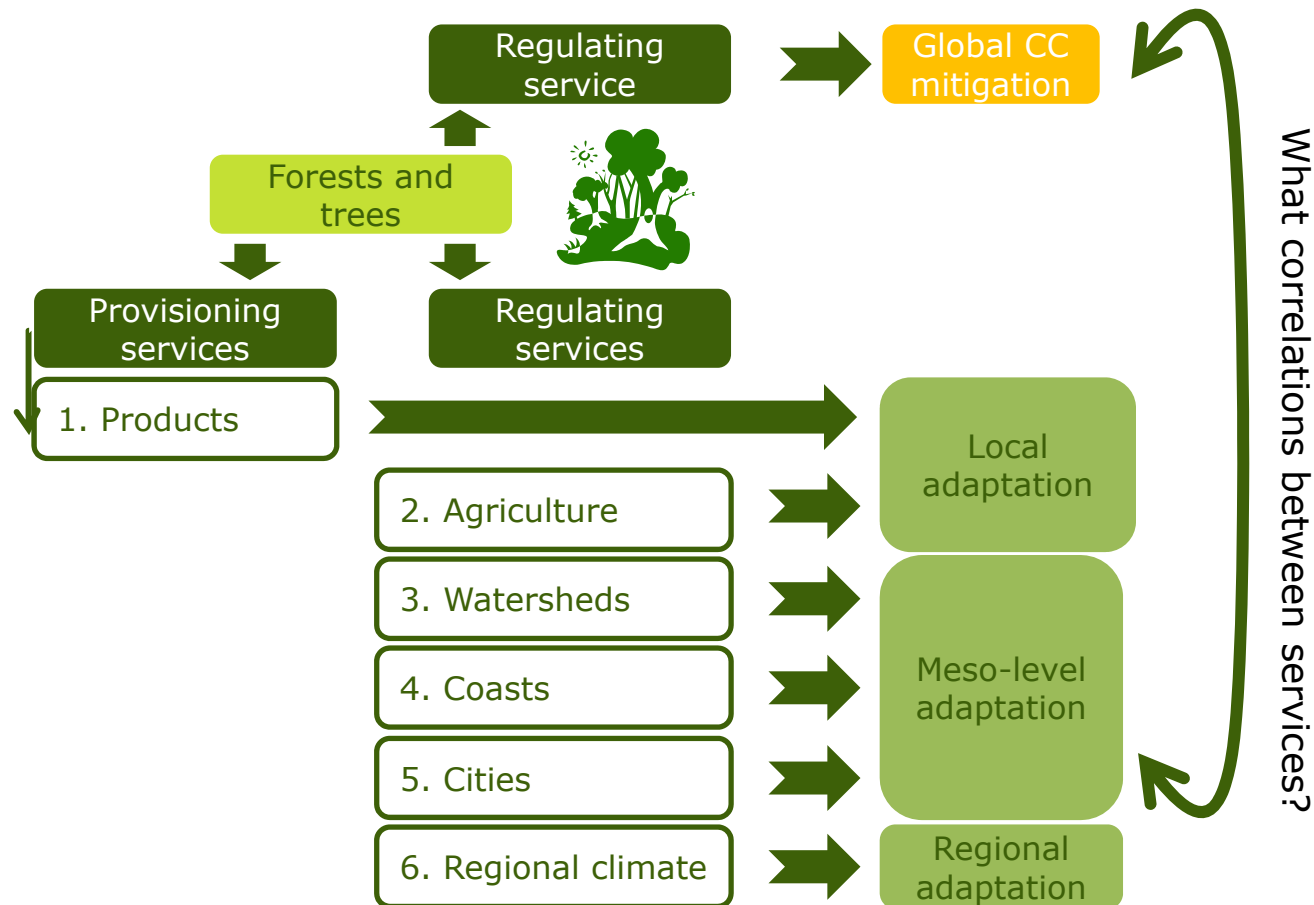 Regulating
service
Global CC
mitigation
Forests and
trees
Provisioning
services
Regulating
services
1. Products
Local
adaptation
2. Agriculture
3. Watersheds
4. Coasts
Meso-level
adaptation
5. Cities
6. Regional climate
Regional
adaptation
What correlations between services?